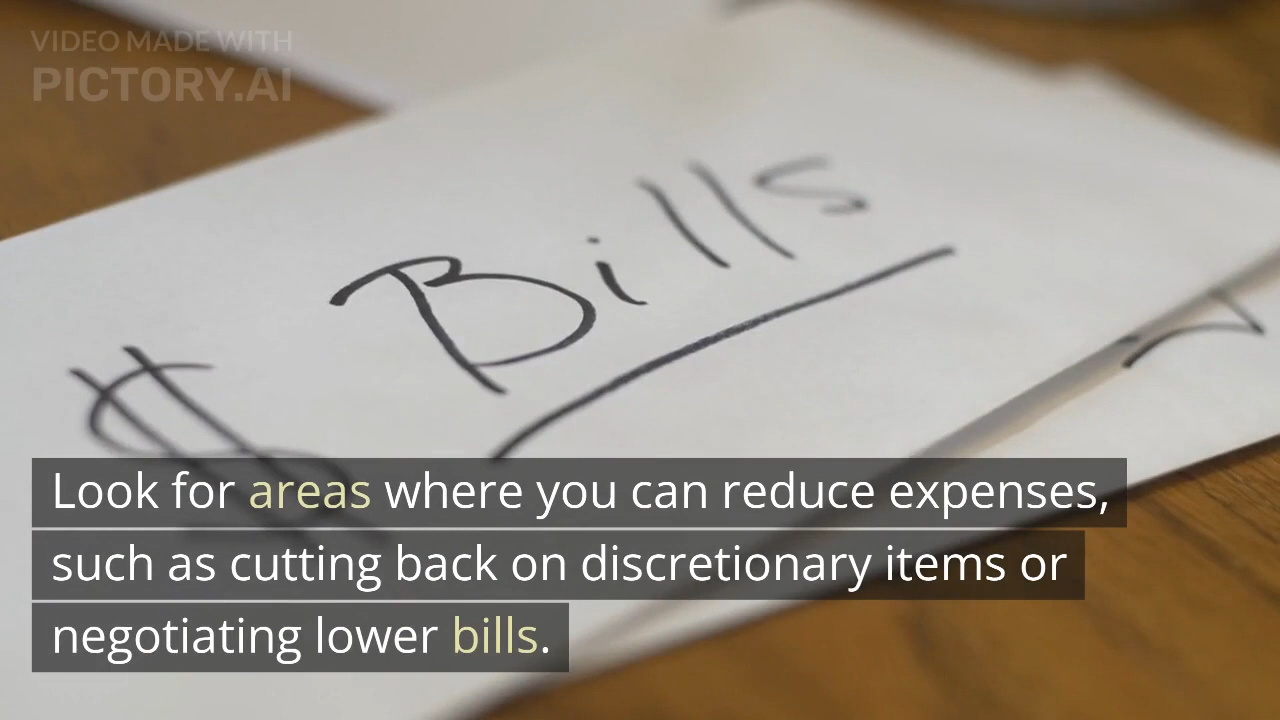 VIDEO MADE WITH
PICTORY.AI
Bills
$
Look for areas where you can reduce expenses,
such as cutting back on discretionary items or
negotiating lower bills.